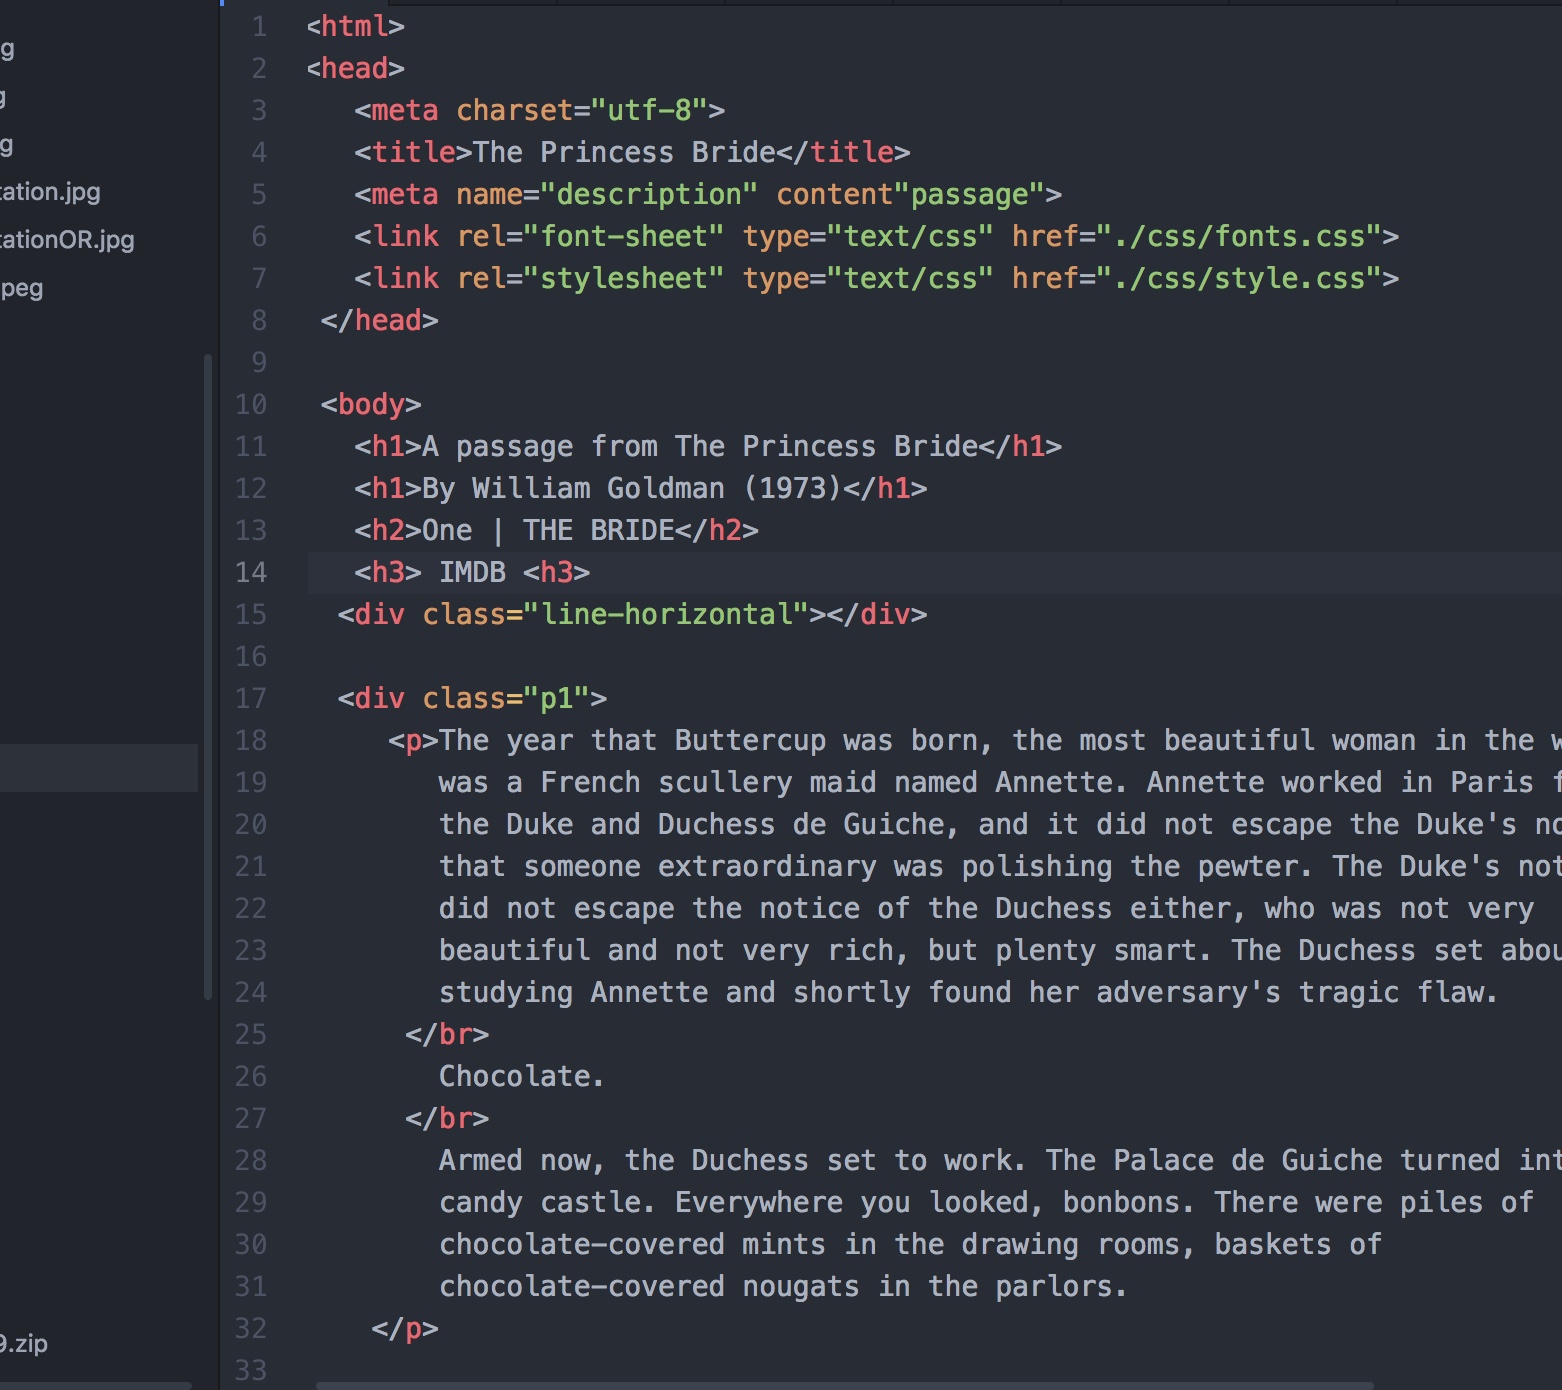 g
g
g
tation.jpg
tationOR.jpg
peg
9.zip
1 <html>
2 <head>
3 <meta charset="utf-8">
4 <title>The Princess Bride</title>
5 <meta name="description" content"passage">
6 <link rel="font-sheet" type="text/css" href="./css/fonts.css">
7 <link rel="stylesheet" type="text/css" href="./css/style.css">
8 </head>
9
10 <body>
11 <h1>A passage from The Princess Bride</h1>
12 <h1>By William Goldman (1973)</h1>
13 <h2>One | THE BRIDE</h2>
14 <h3> IMDB <h3>
15 <div class="line-horizontal"></div>
16
17 <div class="p1">
18 <p>The year that Buttercup was born, the most beautiful woman in the
19 was a French scullery maid named Annette. Annette worked in Paris
20 the Duke and Duchess de Guiche, and it did not escape the Duke's no
21 that someone extraordinary was polishing the pewter. The Duke's not
22 did not escape the notice of the Duchess either, who was not very
23 beautiful and not very rich, but plenty smart. The Duchess set abou
24 studying Annette and shortly found her adversary's tragic flaw.
25 </br>
26 Chocolate.
27 </br>
28 Armed now, the Duchess set to work. The Palace de Guiche turned int
29 candy castle. Everywhere you looked, bonbons. There were piles of
30 chocolate-covered mints in the drawing rooms, baskets of
31 chocolate-covered nougats in the parlors.
32 </p>
33